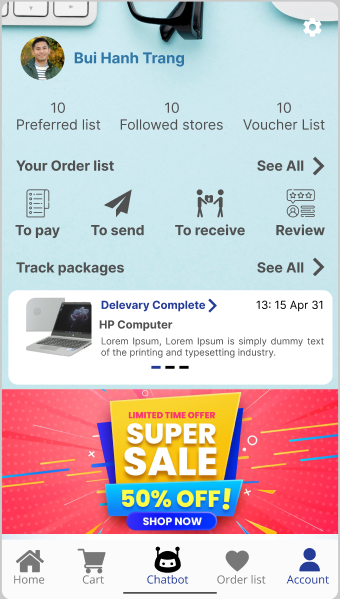 Bui Hanh Trang
10 10 10
Preferred list Followed stores Voucher List
Your Order list See All
To pay To send To receive Review
Track packages See All
Delevary Complete 13: 15 Apr 31
HP Computer
Lorem Ipsum, Lorem Ipsum is simply dummy text
of the printing and typesetting industry.
LIMITED TIME OFFER
SUPER
SALE
50% OFF!
SHOP NOW
Home Cart Chatbot Order list Account